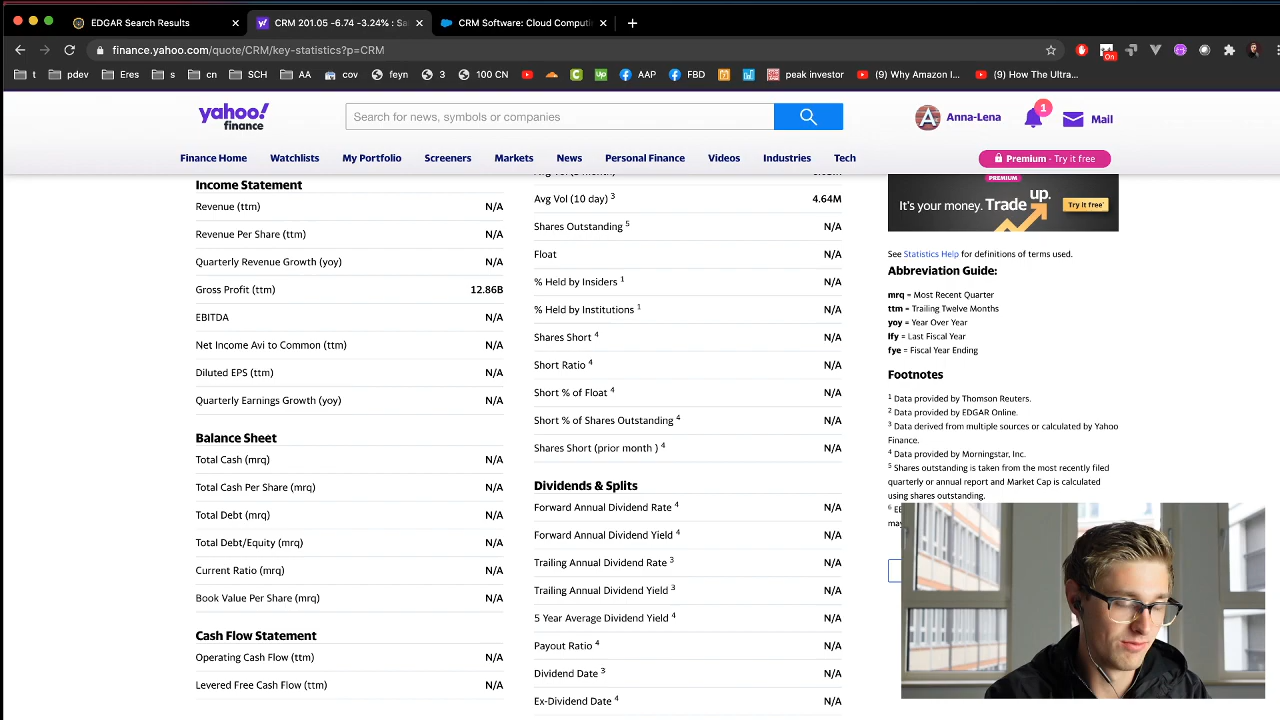 EDGAR Search Results
CRM 201.05 -6.74 -3.24% : Sa
CRM Software: Cloud Computi
finance.yahoo.com/quote/CRM/key-statistics?p=CRM
On
t
pdev
Eres
s
cn
SCH
AA
cov
feyn
3
100 CN
AAP
FBD
peak investor
(9) Why Amazon I...
(9) How The Ultra...
yahoo!
finance
Search for news, symbols or companies
Anna-Lena
1
Mail
Finance Home
Watchlists
My Portfolio
Screeners
Markets
News
Personal Finance
Videos
Industries
Tech
Premium - Try it free
Income Statement
Revenue (ttm) N/A
Revenue Per Share (ttm) N/A
Quarterly Revenue Growth (yoy) N/A
Gross Profit (ttm) 12.86B
EBITDA N/A
Net Income Avi to Common (ttm) N/A
Diluted EPS (ttm) N/A
Quarterly Earnings Growth (yoy) N/A
Balance Sheet
Total Cash (mrq) N/A
Total Cash Per Share (mrq) N/A
Total Debt (mrq) N/A
Total Debt/Equity (mrq) N/A
Current Ratio (mrq) N/A
Book Value Per Share (mrq) N/A
Cash Flow Statement
Operating Cash Flow (ttm) N/A
Levered Free Cash Flow (ttm) N/A
Avg Vol (10 day) 3 4.64M
Shares Outstanding 5 N/A
Float N/A
% Held by Insiders 1 N/A
% Held by Institutions 1 N/A
Shares Short 4 N/A
Short Ratio 4 N/A
Short % of Float 4 N/A
Short % of Shares Outstanding 4 N/A
Shares Short (prior month ) 4 N/A
Dividends & Splits
Forward Annual Dividend Rate 4 N/A
Forward Annual Dividend Yield 4 N/A
Trailing Annual Dividend Rate 3 N/A
Trailing Annual Dividend Yield 3 N/A
5 Year Average Dividend Yield 4 N/A
Payout Ratio 4 N/A
Dividend Date 3 N/A
Ex-Dividend Date 4 N/A
PREMIUM
It's your money. Trade up.
Try it free*
See Statistics Help for definitions of terms used.
Abbreviation Guide:
mrq = Most Recent Quarter
ttm = Trailing Twelve Months
yoy = Year Over Year
lfy = Last Fiscal Year
fye = Fiscal Year Ending
Footnotes
1 Data provided by Thomson Reuters.
2 Data provided by EDGAR Online.
3 Data derived from multiple sources or calculated by Yahoo
Finance.
4 Data provided by Morningstar, Inc.
5 Shares outstanding is taken from the most recently filed
quarterly or annual report and Market Cap is calculated
using shares outstanding.
6